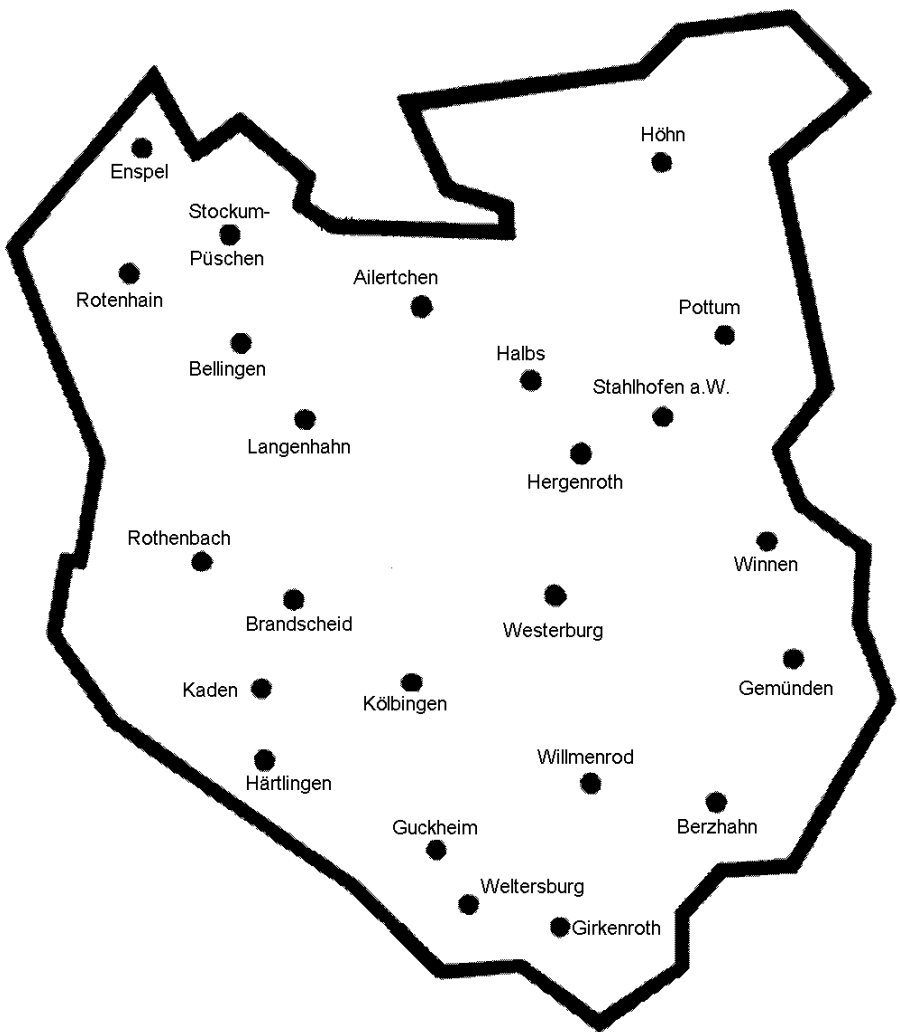 Höhn
Enspel
Stockum-
Püschen
Ailertchen
Rotenhain
Pottum
Halbs
Bellingen
Stahlhofen a.W.
Langenhahn
Hergenroth
Rothenbach
Winnen
Brandscheid
Westerburg
Gemünden
Kaden
Kölbingen
Willmenrod
Härtlingen
Berzhahn
Guckheim
Weltersburg
Girkenroth